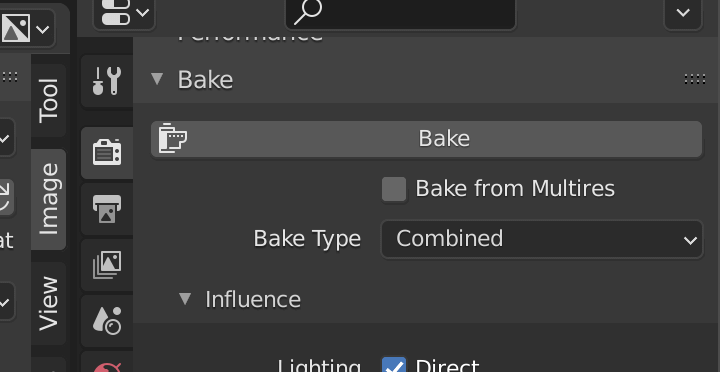 Performance
Bake
Bake
Bake from Multires
Bake Type Combined
Influence
Lighting Direct
Tool
Image
View
at